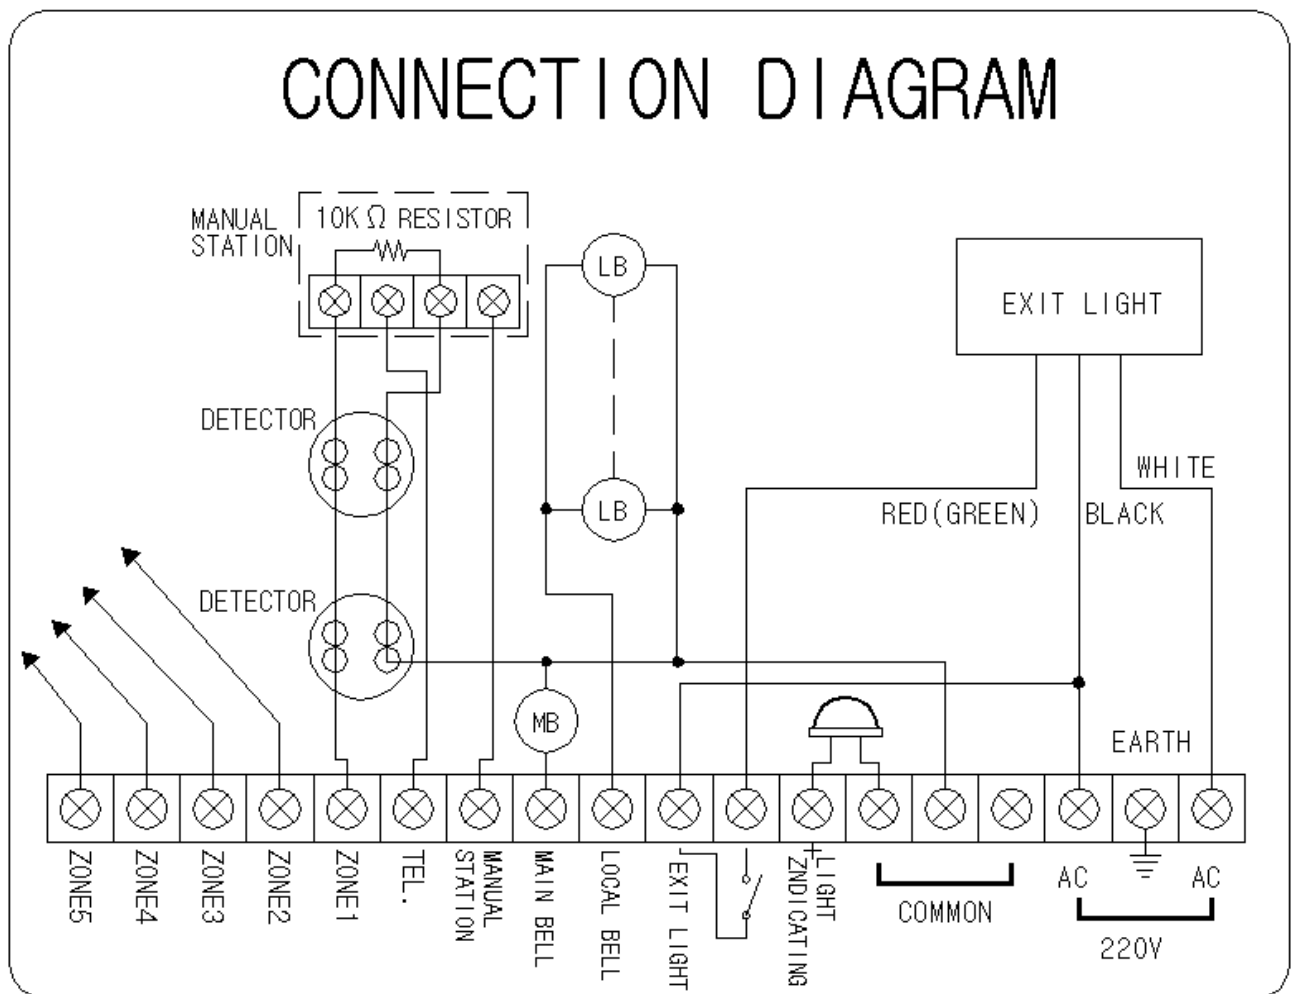 CONNECTION DIAGRAM
MANUAL
STATION
10KΩ RESISTOR
LB
EXIT LIGHT
DETECTOR
WHITE
LB
RED(GREEN)
BLACK
DETECTOR
MB
EARTH
ZONE5
ZONE4
ZONE3
ZONE2
ZONE1
TEL.
MANUAL
STATION
MAIN BELL
LOCAL BELL
EXIT LIGHT
+LIGHT
ZNDICATING
COMMON
AC
AC
220V